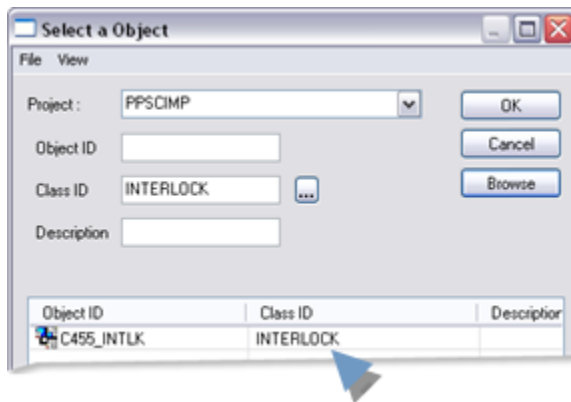 Select a Object
File View
Project : PPSCIMP OK
Object ID Cancel
Class ID INTERLOCK ... Browse
Description
Object ID Class ID Description
C455_INTLK INTERLOCK